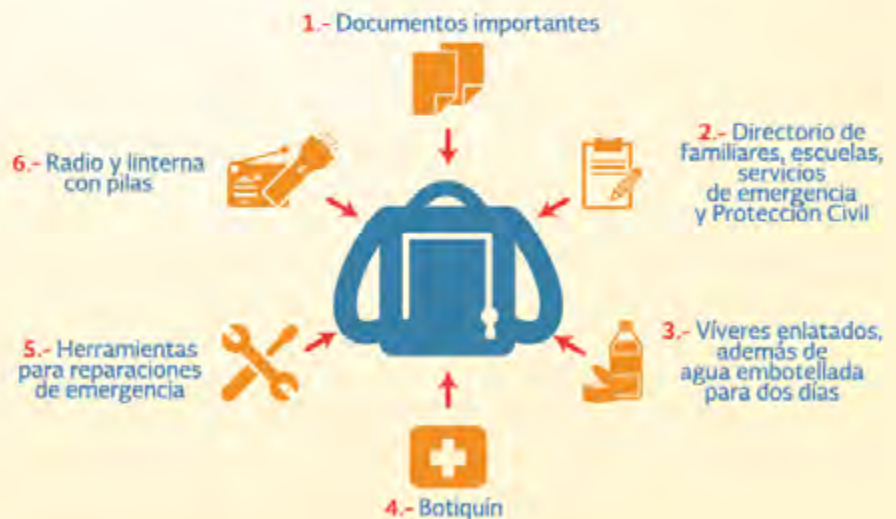 1.- Documentos importantes
2.- Directorio de
familiares, escuelas,
servicios
de emergencia
y Protección Civil
3.- Víveres enlatados,
además de
agua embotellada
para dos días
4.- Botiquín
5.- Herramientas
para reparaciones
de emergencia
6.- Radio y linterna
con pilas